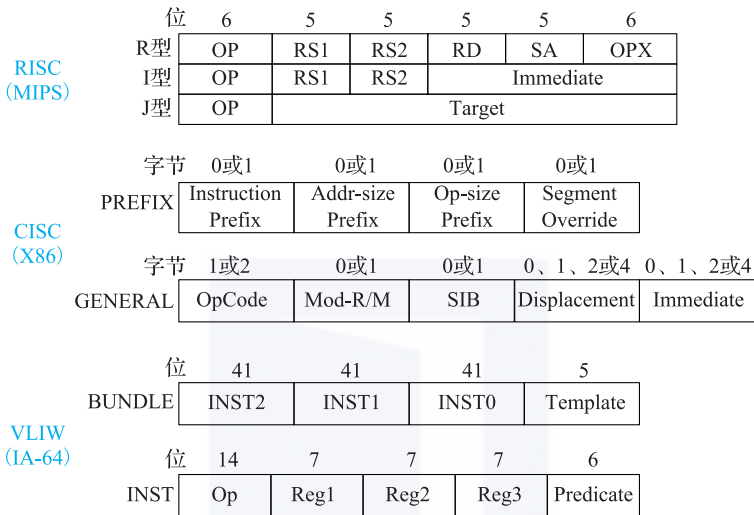 位 6 5 5 5 5 6
R型 OP RS1 RS2 RD SA OPX
RISC
(MIPS)
I型 OP RS1 RS2 Immediate
J型 OP Target
字节 0或1 0或1 0或1 0或1
PREFIX Instruction Prefix Addr-size Prefix Op-size Prefix Segment Override
CISC
(X86)
字节 1或2 0或1 0或1 0、1、2或4 0、1、2或4
GENERAL OpCode Mod-R/M SIB Displacement Immediate
位 41 41 41 5
BUNDLE INST2 INST1 INST0 Template
VLIW
(IA-64)
位 14 7 7 7 6
INST Op Reg1 Reg2 Reg3 Predicate